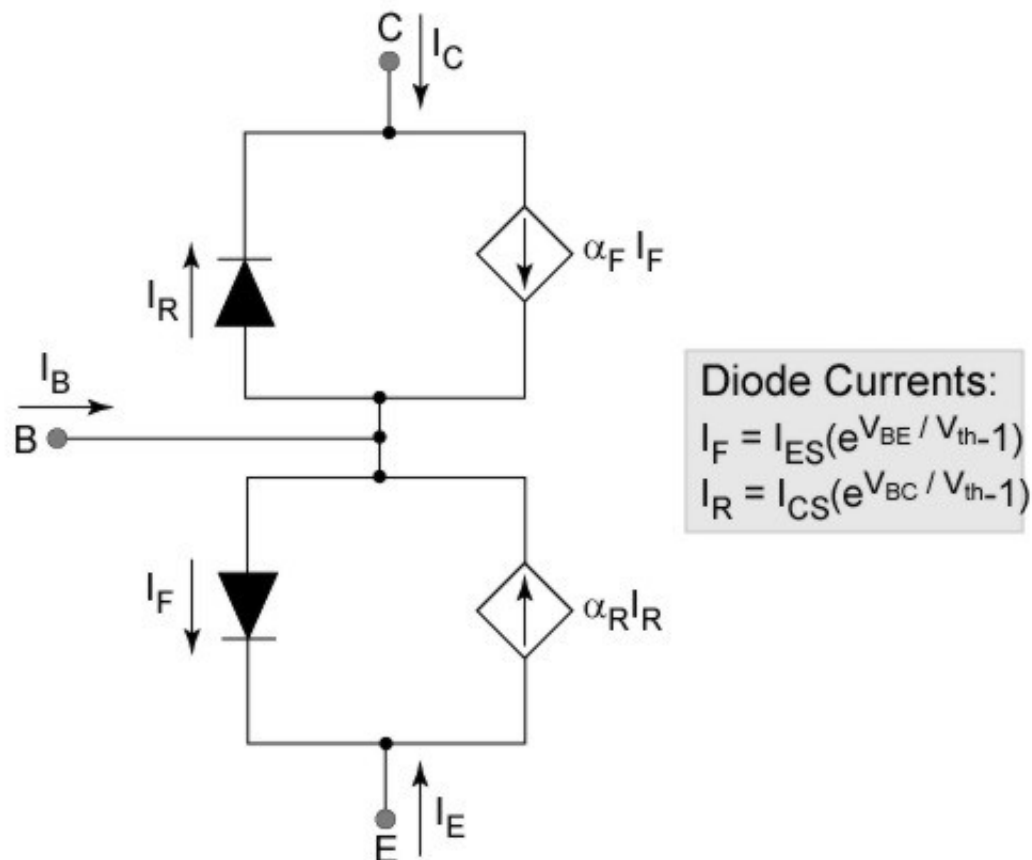 C
I_C
α_F I_F
I_R
I_B
B
Diode Currents:
I_F = I_ES(e^V_BE / V_th-1)
I_R = I_CS(e^V_BC / V_th-1)
I_F
α_R I_R
I_E
E